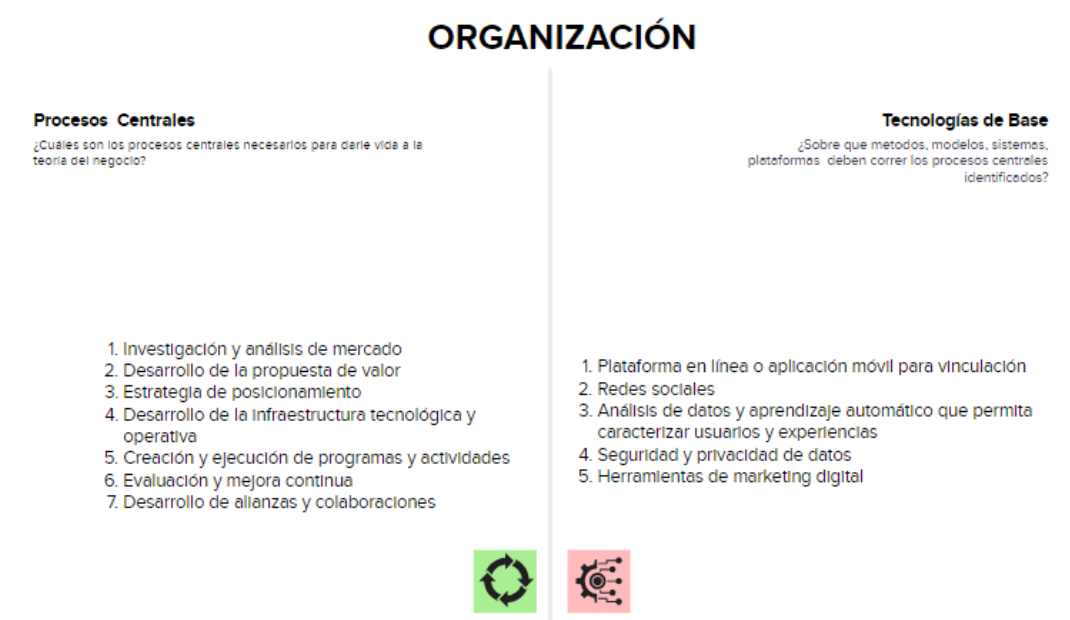 ORGANIZACIÓN
Procesos Centrales
¿Cuáles son los procesos centrales necesarios para darle vida a la
teoría del negocio?
1. Investigación y análisis de mercado
2. Desarrollo de la propuesta de valor
3. Estrategia de posicionamiento
4. Desarrollo de la infraestructura tecnológica y
operativa
5. Creación y ejecución de programas y actividades
6. Evaluación y mejora continua
7. Desarrollo de alianzas y colaboraciones
Tecnologías de Base
¿Sobre que metodos, modelos, sistemas,
plataformas deben correr los procesos centrales
identificados?
1. Plataforma en línea o aplicación móvil para vinculación
2. Redes sociales
3. Análisis de datos y aprendizaje automático que permita
caracterizar usuarios y experiencias
4. Seguridad y privacidad de datos
5. Herramientas de marketing digital